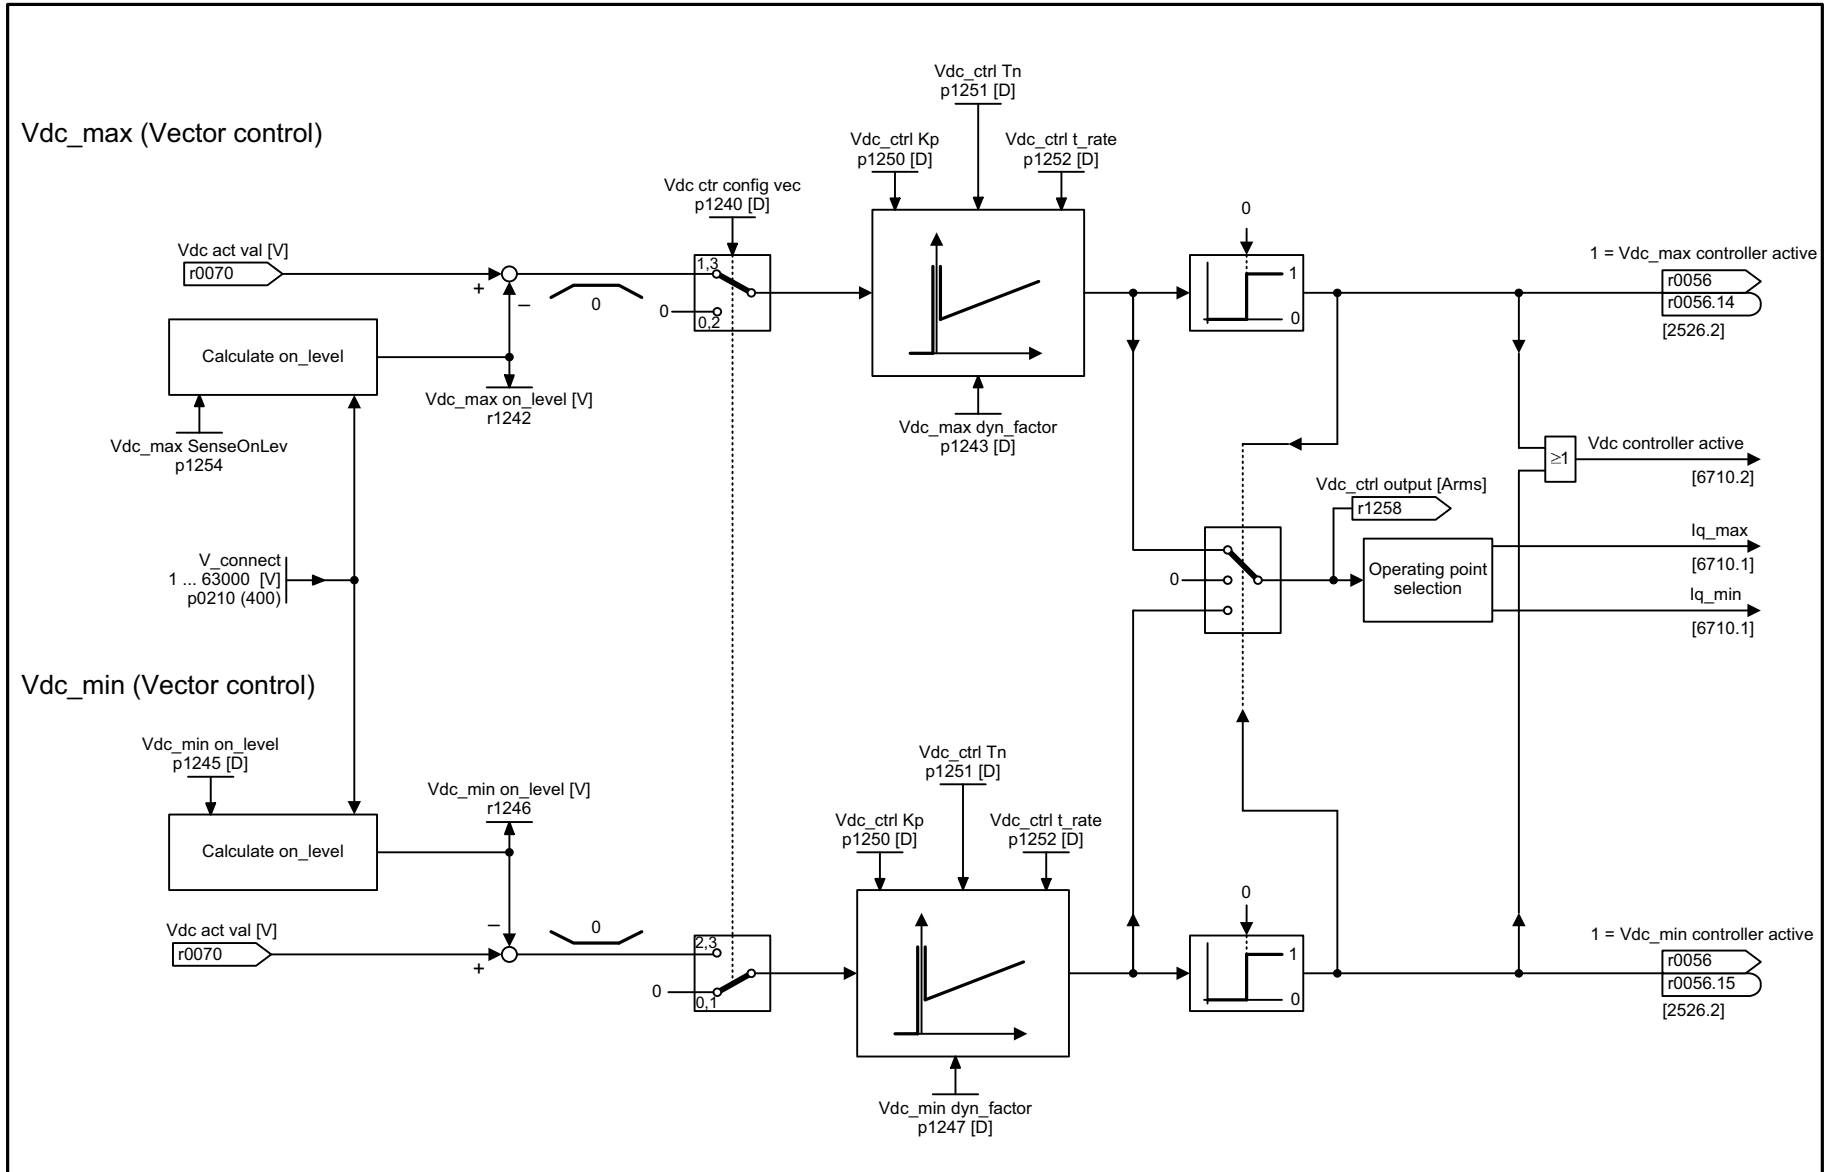 Vdc_max (Vector control)
Vdc_ctrl Tn
p1251 [D]
Vdc_ctrl Kp
p1250 [D]
Vdc_ctrl t_rate
p1252 [D]
Vdc ctr config vec
p1240 [D]
0
Vdc act val [V]
r0070
+
–
0
1,3
0
0,2
1
0
1 = Vdc_max controller active
r0056
r0056.14
[2526.2]
Calculate on_level
Vdc_max on_level [V]
r1242
Vdc_max SenseOnLev
p1254
Vdc_max dyn_factor
p1243 [D]
≥1
Vdc controller active
[6710.2]
Vdc_ctrl output [Arms]
r1258
V_connect
1 ... 63000 [V]
p0210 (400)
0
Operating point
selection
Iq_max
[6710.1]
Iq_min
[6710.1]
Vdc_min (Vector control)
Vdc_min on_level
p1245 [D]
Vdc_min on_level [V]
r1246
Vdc_ctrl Tn
p1251 [D]
Vdc_ctrl Kp
p1250 [D]
Vdc_ctrl t_rate
p1252 [D]
Calculate on_level
0
Vdc act val [V]
r0070
+
–
0
2,3
0
0,1
1
0
1 = Vdc_min controller active
r0056
r0056.15
[2526.2]
Vdc_min dyn_factor
p1247 [D]